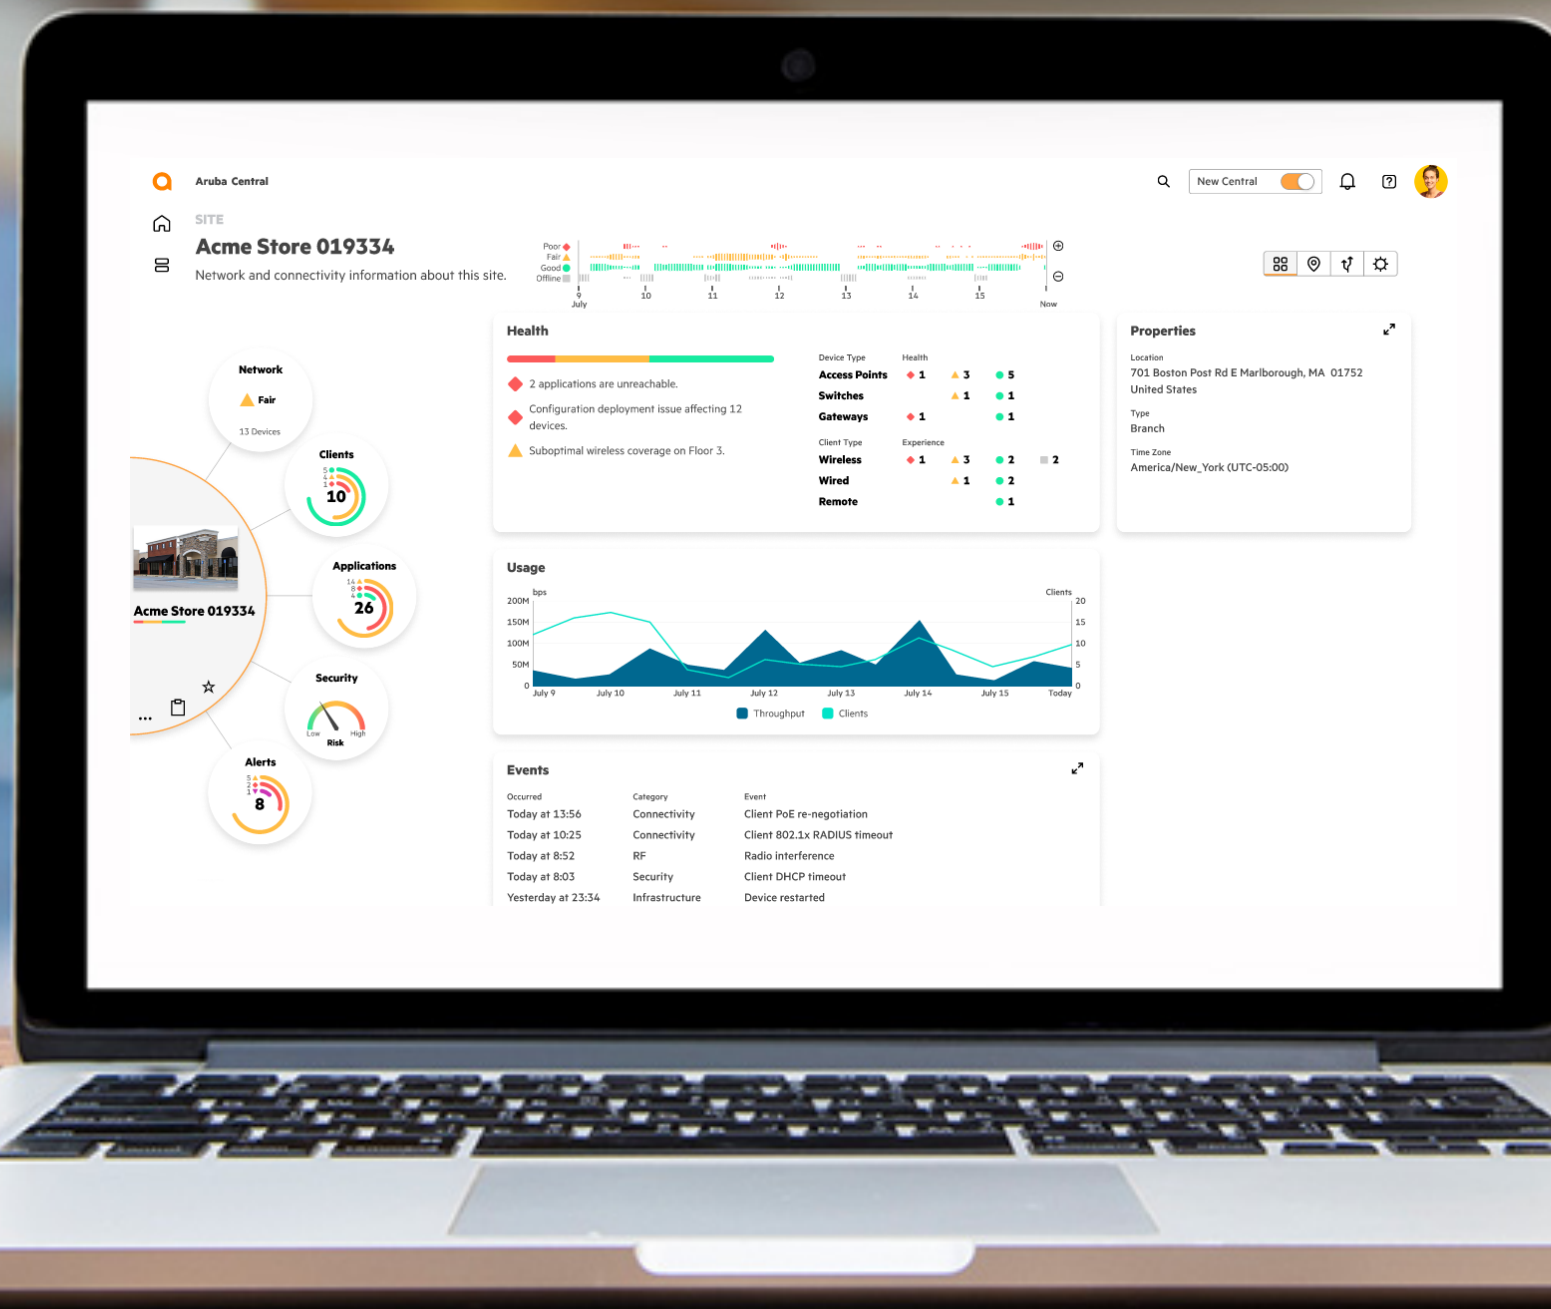 Aruba Central
New Central
SITE
Acme Store 019334
Network and connectivity information about this site.
Poor
Fair
Good
Offline
9 10 11 12 13 14 15
July Now
Network
Fair
13 Devices
Clients
5
4
1
10
Applications
14
8
4
26
Acme Store 019334
Security
Low High
Risk
Alerts
5
2
1
8
Health
2 applications are unreachable.
Configuration deployment issue affecting 12
devices.
Suboptimal wireless coverage on Floor 3.
Device Type Health
Access Points 1 3 5
Switches 1 1
Gateways 1 1
Client Type Experience
Wireless 1 3 2 2
Wired 1 2
Remote 1
Properties
Location
701 Boston Post Rd E Marlborough, MA 01752
United States
Type
Branch
Time Zone
America/New_York (UTC-05:00)
Usage
bps Clients
200M 20
150M 15
100M 10
50M 5
0 0
July 9 July 10 July 11 July 12 July 13 July 14 July 15 Today
Throughput Clients
Events
Occurred Category Event
Today at 13:56 Connectivity Client PoE re-negotiation
Today at 10:25 Connectivity Client 802.1x RADIUS timeout
Today at 8:52 RF Radio interference
Today at 8:03 Security Client DHCP timeout
Yesterday at 23:34 Infrastructure Device restarted